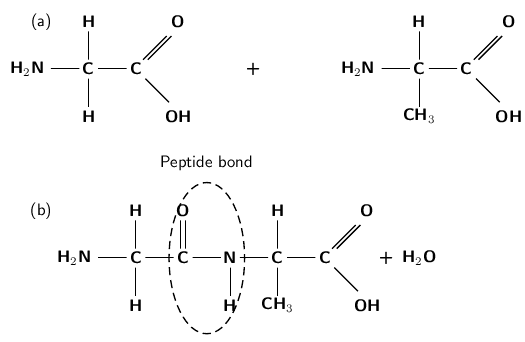 (a) H O H O
H₂N C C + H₂N C C
H OH CH₃ OH
Peptide bond
(b) H O H O
H₂N C C N C C + H₂O
H H CH₃ OH